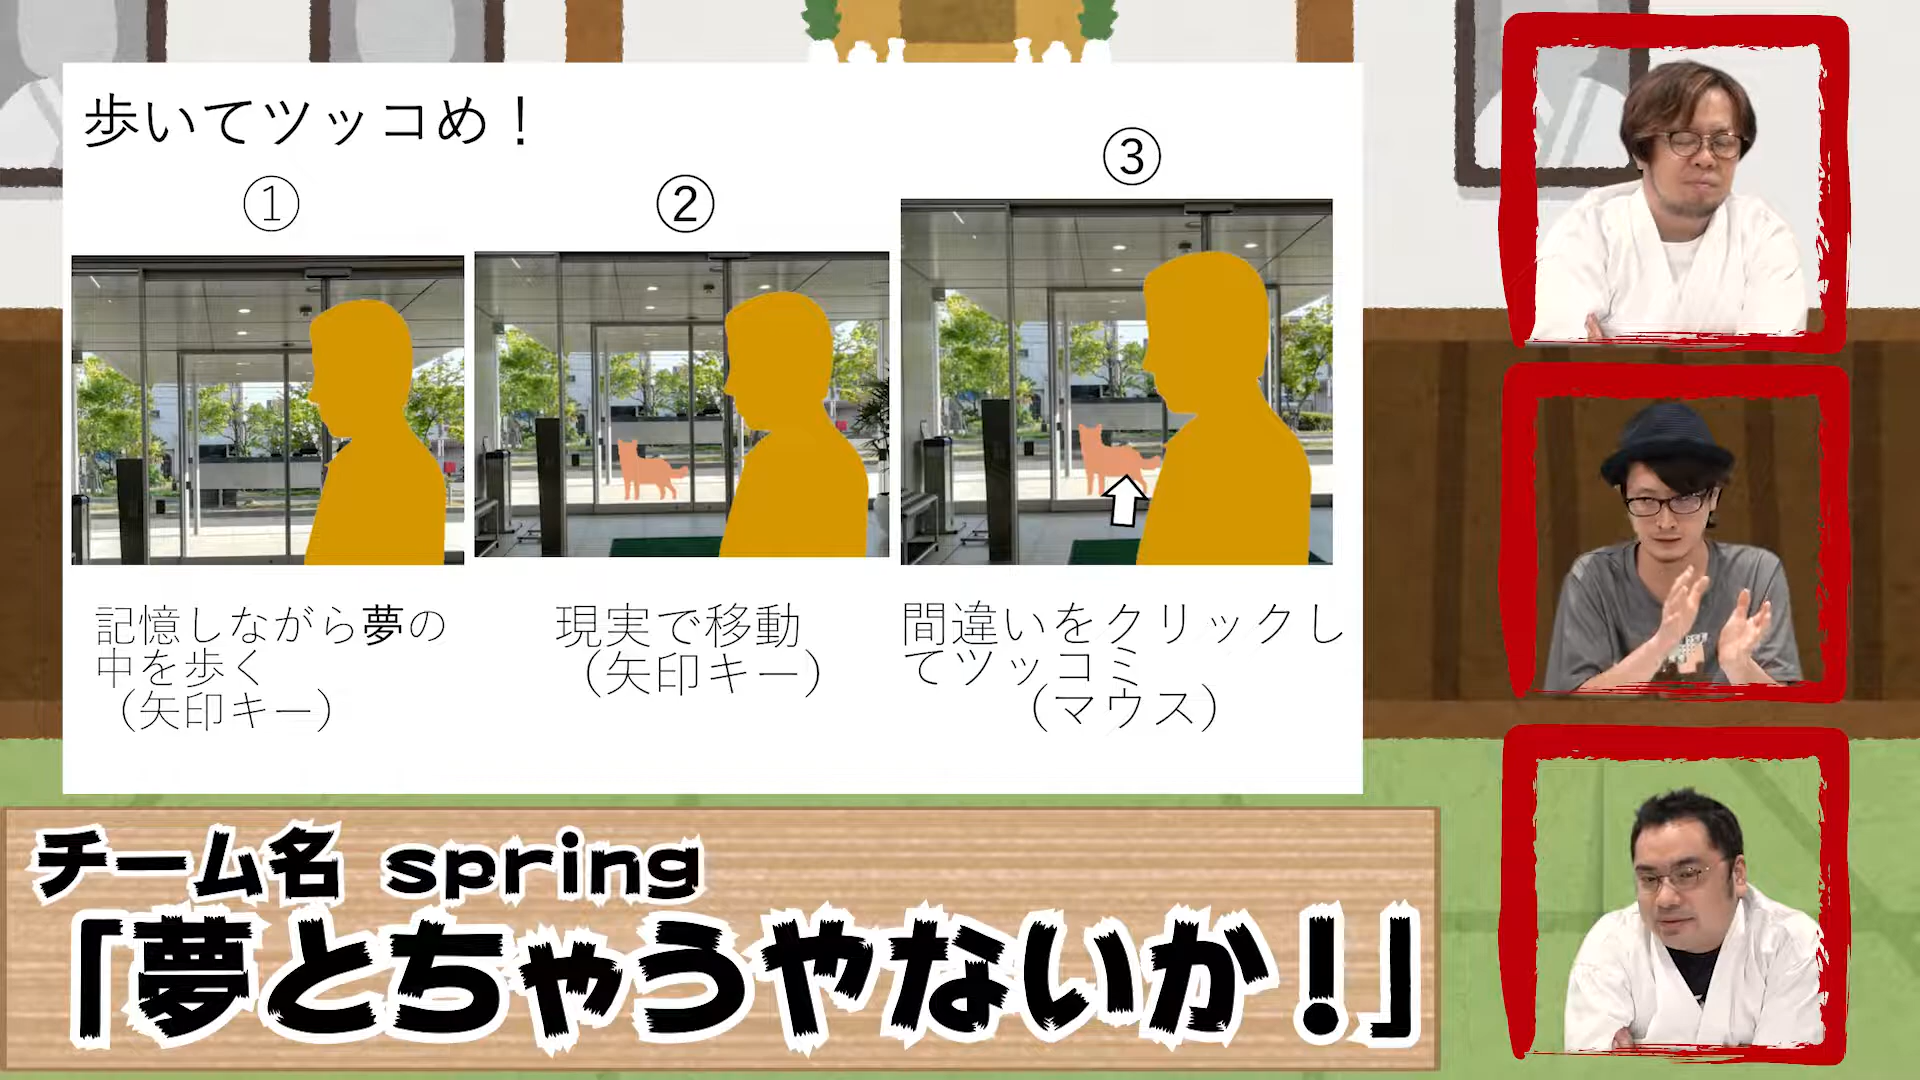 歩いてツッコめ！
①
②
③
記憶しながら夢の
中を歩く
（矢印キー）
現実で移動
（矢印キー）
間違いをクリックし
てツッコミ
（マウス）
チーム名 spring
「夢とちゃうやないか！」